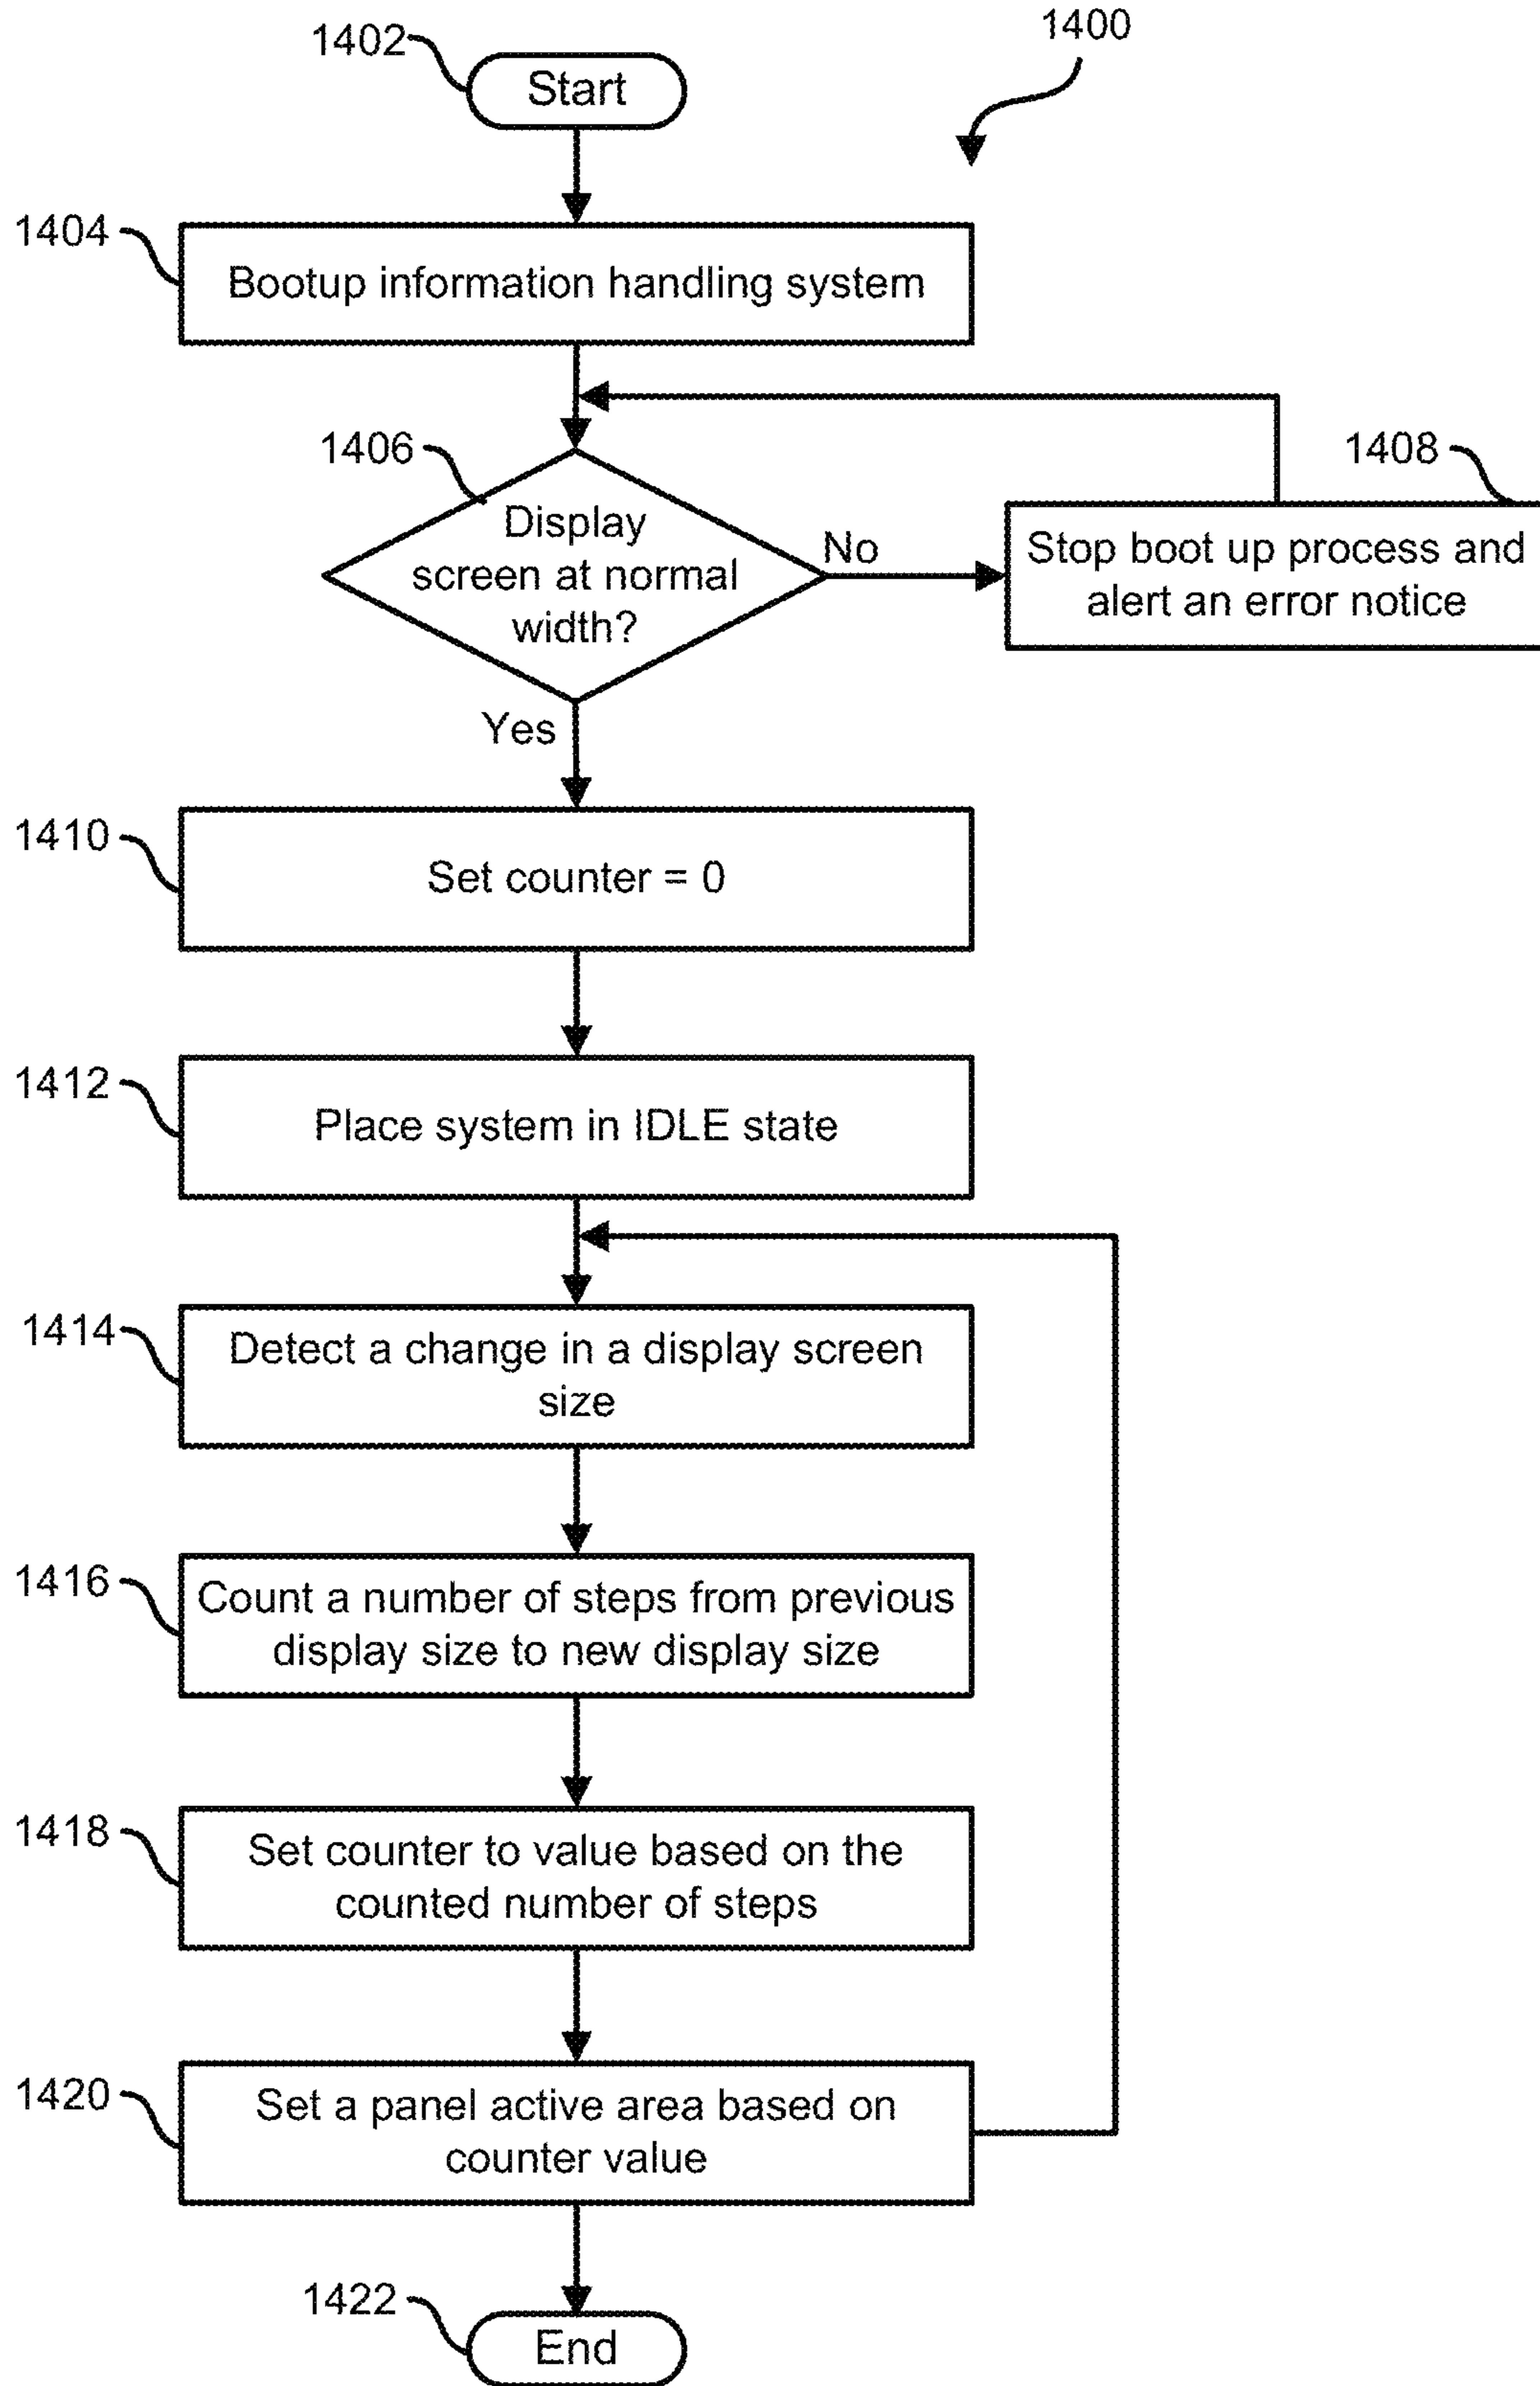 1402
Start
1400
1404
Bootup information handling system
1406
Display
screen at normal
width?
No
1408
Stop boot up process and
alert an error notice
Yes
1410
Set counter = 0
1412
Place system in IDLE state
1414
Detect a change in a display screen
size
1416
Count a number of steps from previous
display size to new display size
1418
Set counter to value based on the
counted number of steps
1420
Set a panel active area based on
counter value
1422
End